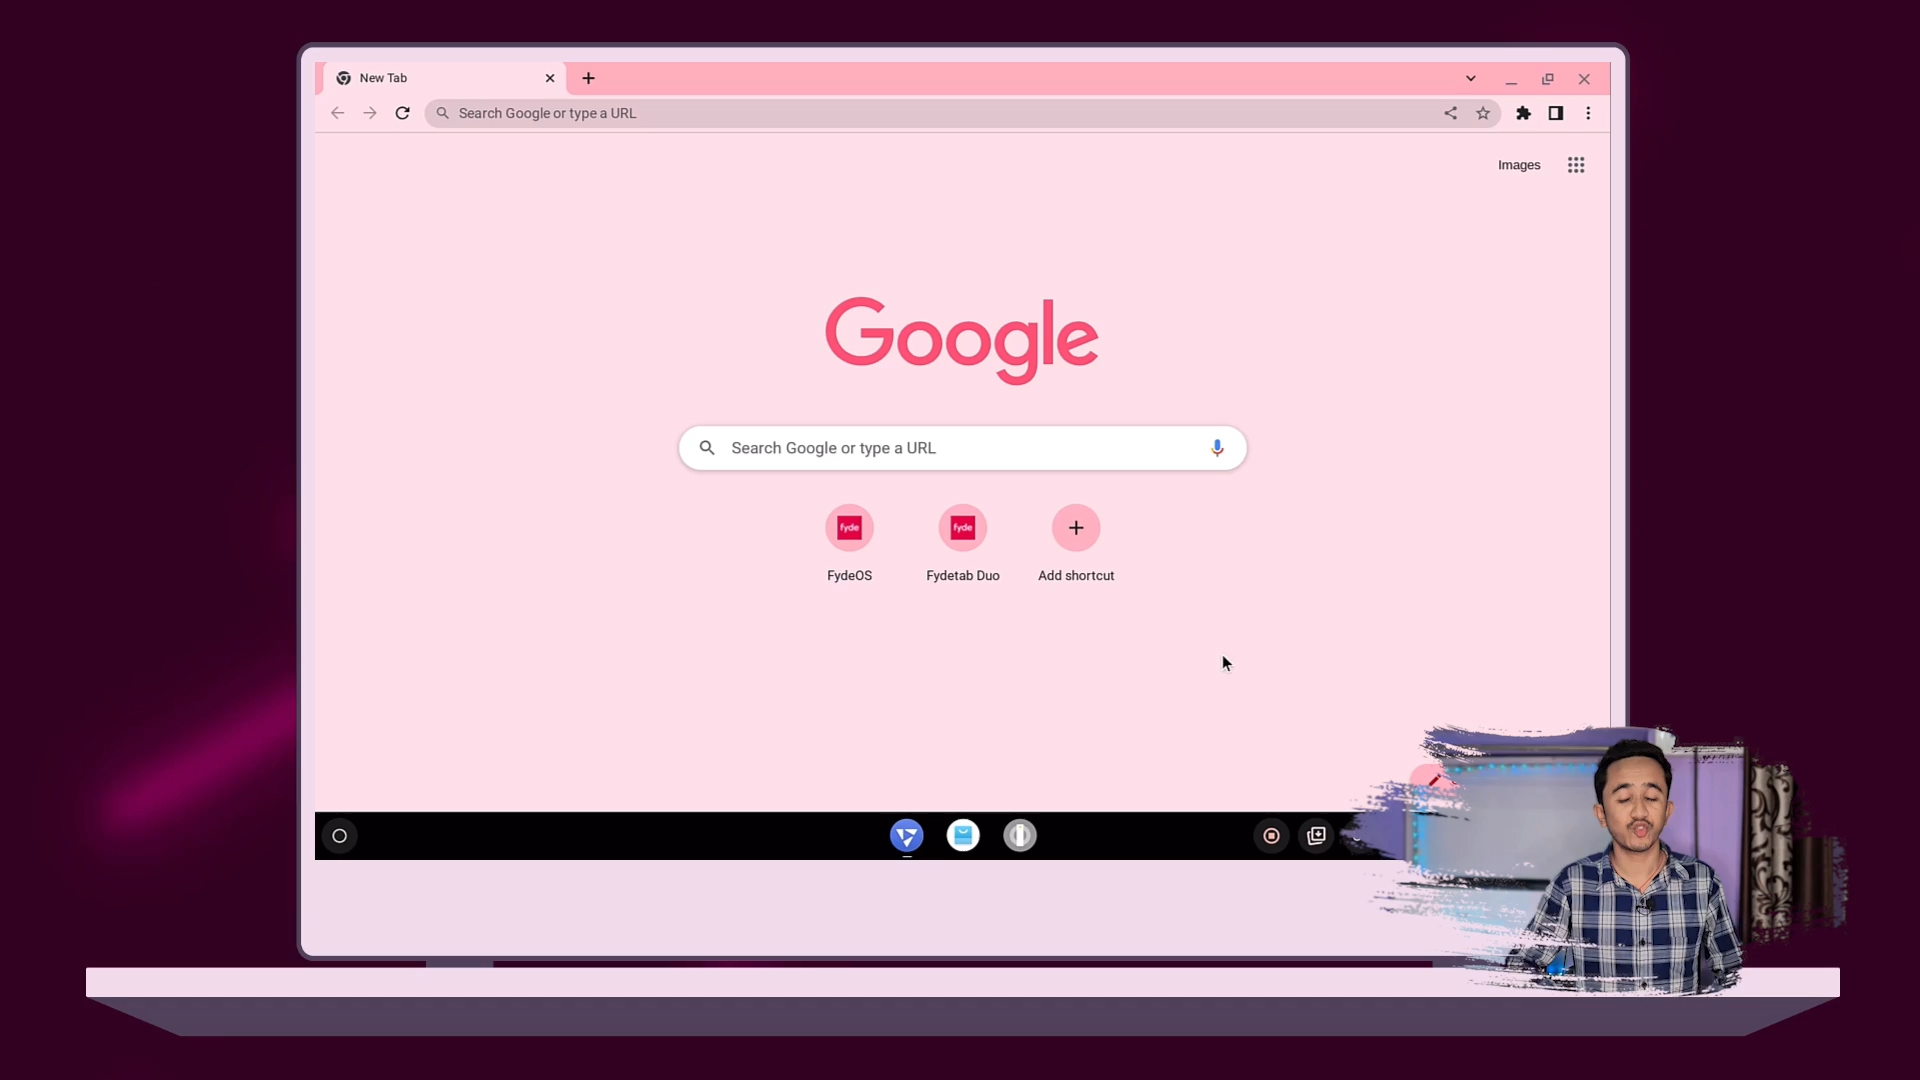 New Tab
Search Google or type a URL
Images
Google
Search Google or type a URL
fyde
fyde
FydeOS
Fydetab Duo
Add shortcut